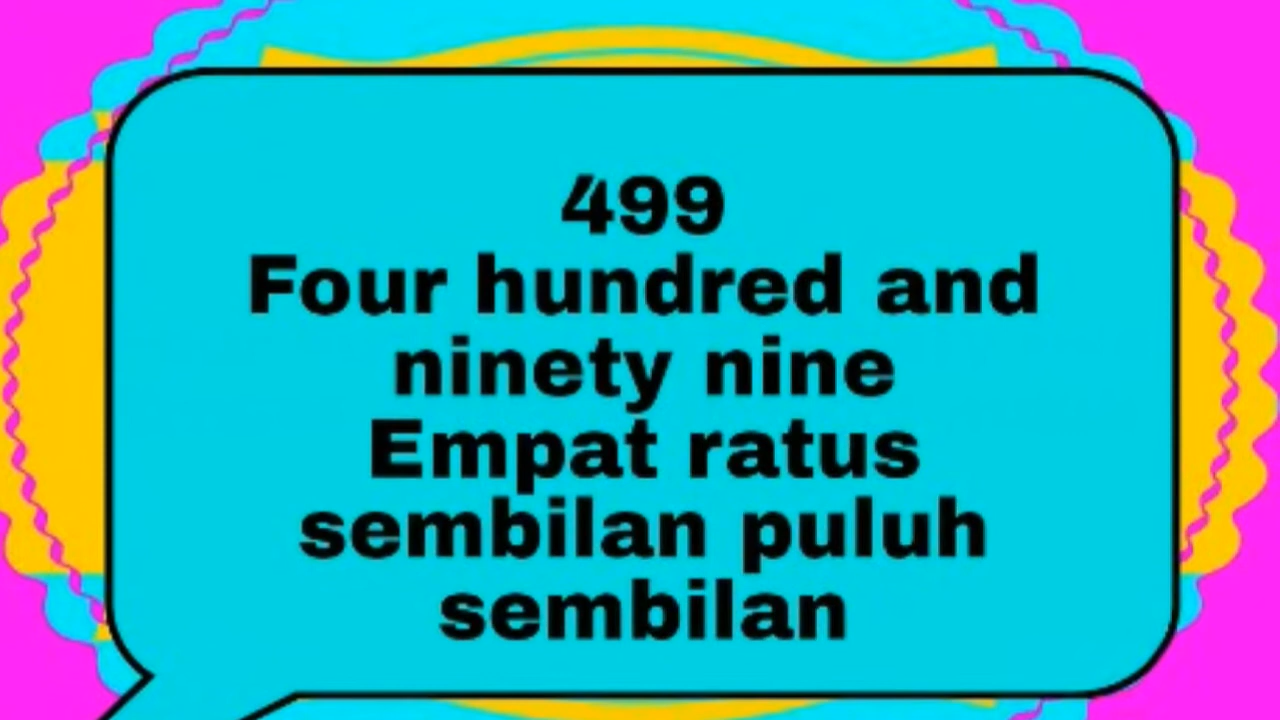 499
Four hundred and
ninety nine
Empat ratus
sembilan puluh
sembilan